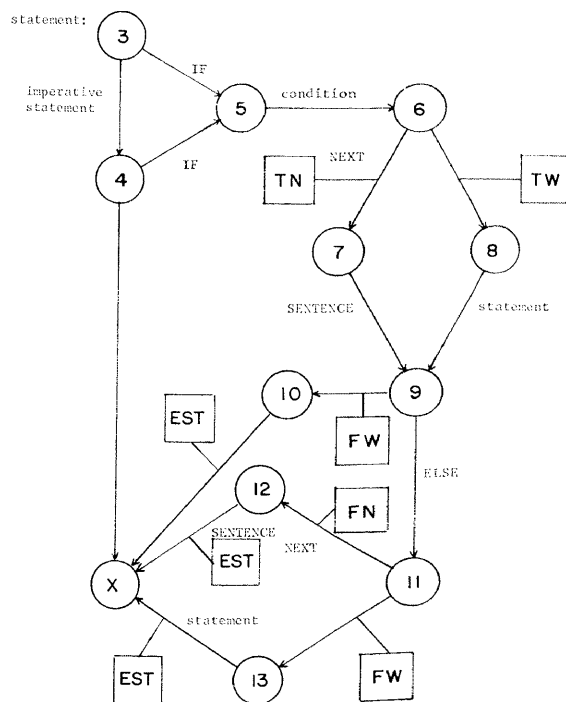 statement:
3
IF
imperative
statement
5
condition
6
4
IF
NEXT
TN
TW
7
8
SENTENCE
statement
10
9
EST
FW
ELSE
12
FN
SENTENCE
EST
NEXT
X
11
statement
EST
13
FW